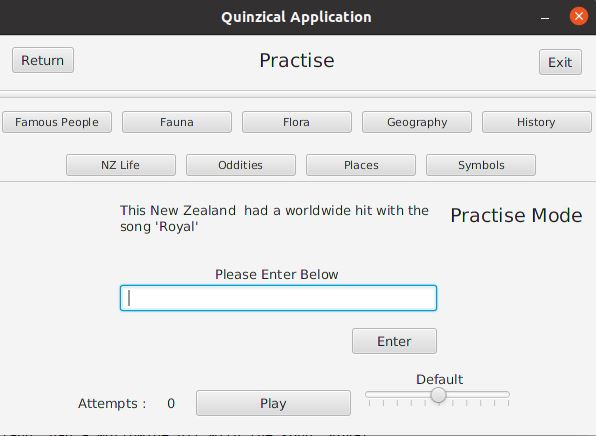 Quinzical Application
Return
Practise
Exit
Famous People
Fauna
Flora
Geography
History
NZ Life
Oddities
Places
Symbols
This New Zealand  had a worldwide hit with the
song 'Royal'
Practise Mode
Please Enter Below
Enter
Default
Attempts :
0
Play